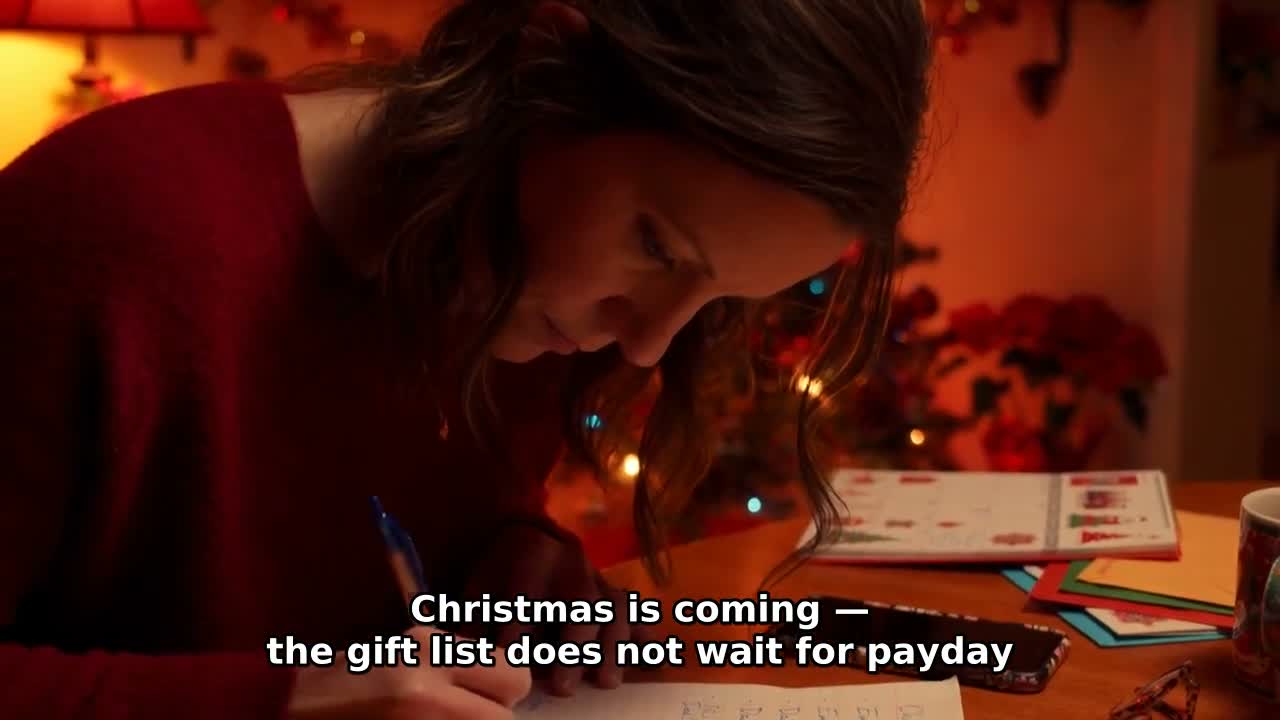 Christmas is coming —
the gift list does not wait for payday